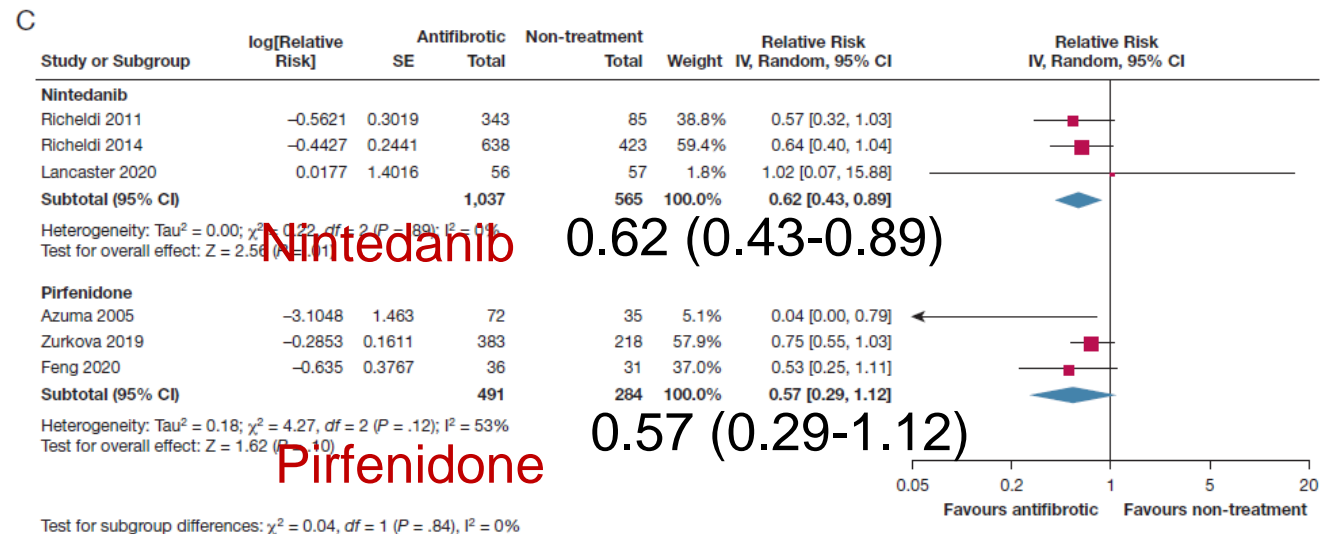 C
log[Relative Antifibrotic Non-treatment Relative Risk Relative Risk
Study or Subgroup Risk] SE Total Total Weight IV, Random, 95% CI IV, Random, 95% CI
Nintedanib
Richeldi 2011 –0.5621 0.3019 343 85 38.8% 0.57 [0.32, 1.03]
Richeldi 2014 –0.4427 0.2441 638 423 59.4% 0.64 [0.40, 1.04]
Lancaster 2020 0.0177 1.4016 56 57 1.8% 1.02 [0.07, 15.88]
Subtotal (95% CI) 1,037 565 100.0% 0.62 [0.43, 0.89]
Heterogeneity: Tau² = 0.00; χ² = 0.22, df = 2 (P = .89); I² = 0%
Test for overall effect: Z = 2.56 (P = .01)
Nintedanib 0.62 (0.43-0.89)
Pirfenidone
Azuma 2005 –3.1048 1.463 72 35 5.1% 0.04 [0.00, 0.79]
Zurkova 2019 –0.2853 0.1611 383 218 57.9% 0.75 [0.55, 1.03]
Feng 2020 –0.635 0.3767 36 31 37.0% 0.53 [0.25, 1.11]
Subtotal (95% CI) 491 284 100.0% 0.57 [0.29, 1.12]
Heterogeneity: Tau² = 0.18; χ² = 4.27, df = 2 (P = .12); I² = 53%
Test for overall effect: Z = 1.62 (P = .10)
0.57 (0.29-1.12)
Pirfenidone
0.05 0.2 1 5 20
Favours antifibrotic Favours non-treatment
Test for subgroup differences: χ² = 0.04, df = 1 (P = .84), I² = 0%